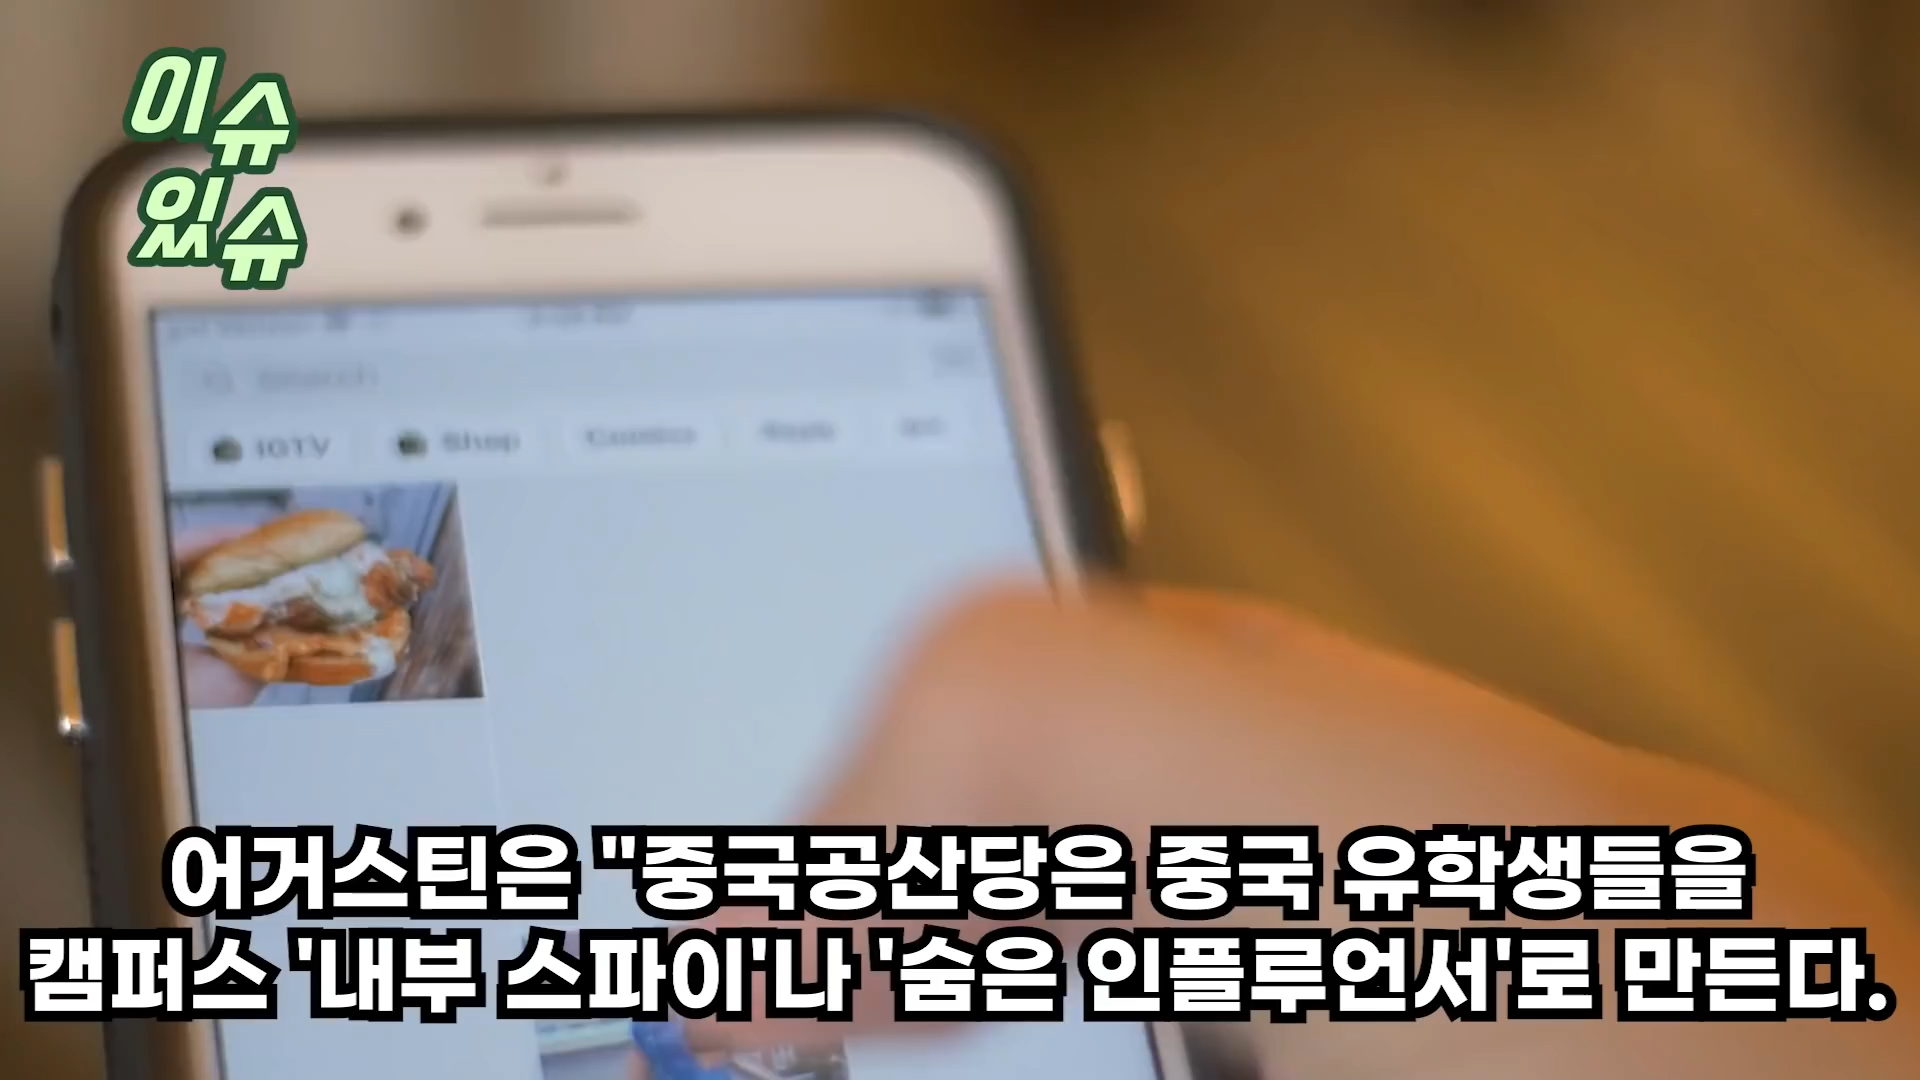 이슈
있슈
IGTV
Shop
어거스틴은 "중국공산당은 중국 유학생들을
캠퍼스 '내부 스파이'나 '숨은 인플루언서'로 만든다.